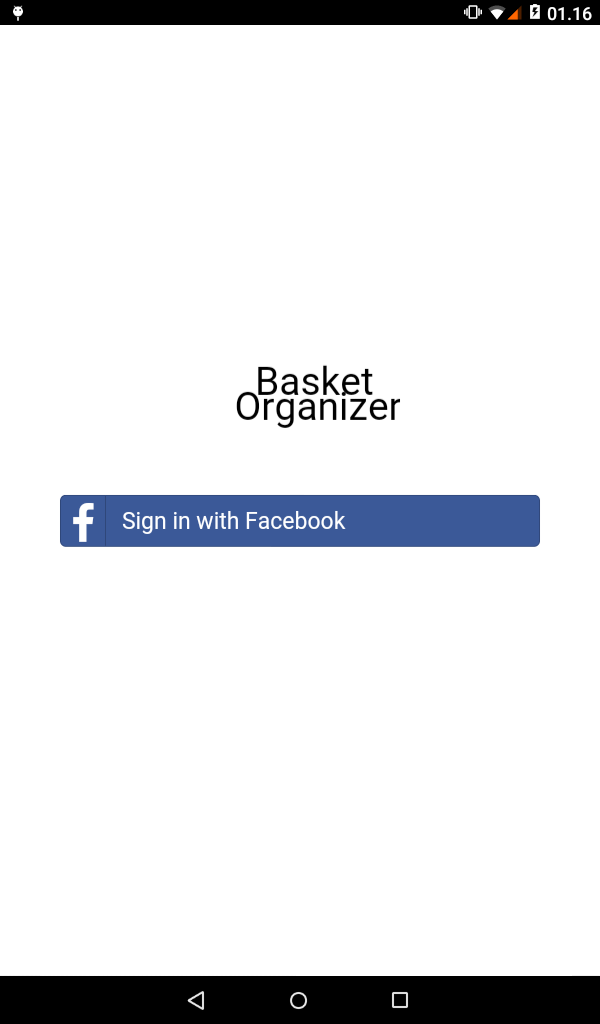 01.16
Basket
Organizer
Sign in with Facebook